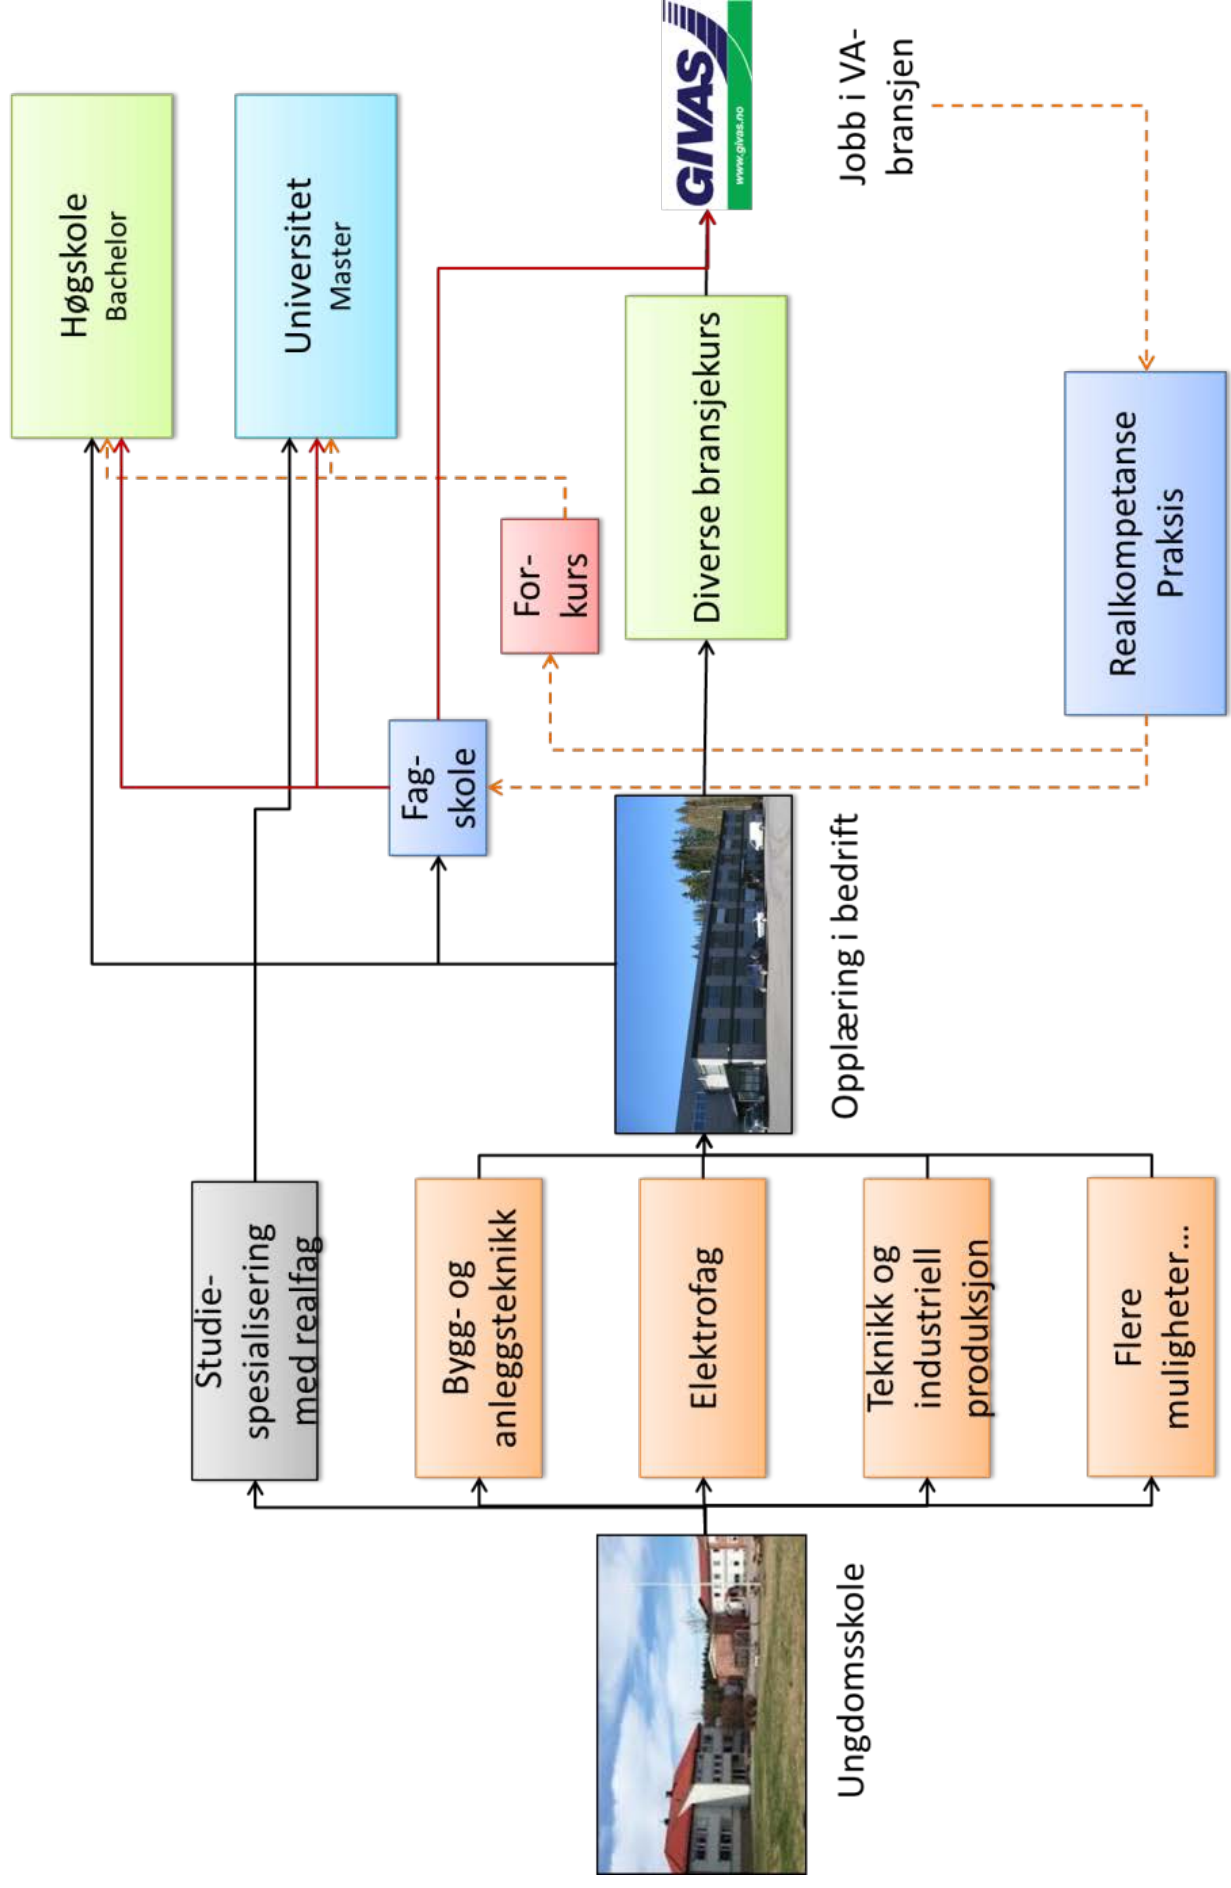 Ungdomsskole
Studie-
spesialisering
med realfag
Bygg- og
anleggsteknikk
Elektrofag
Teknikk og
industriell
produksjon
Flere
muligheter...
Opplæring i bedrift
Fag-
skole
For-
kurs
Diverse bransjekurs
Realkompetanse
Praksis
Høgskole
Bachelor
Universitet
Master
GIVAS
www.givas.no
Jobb i VA-
bransjen